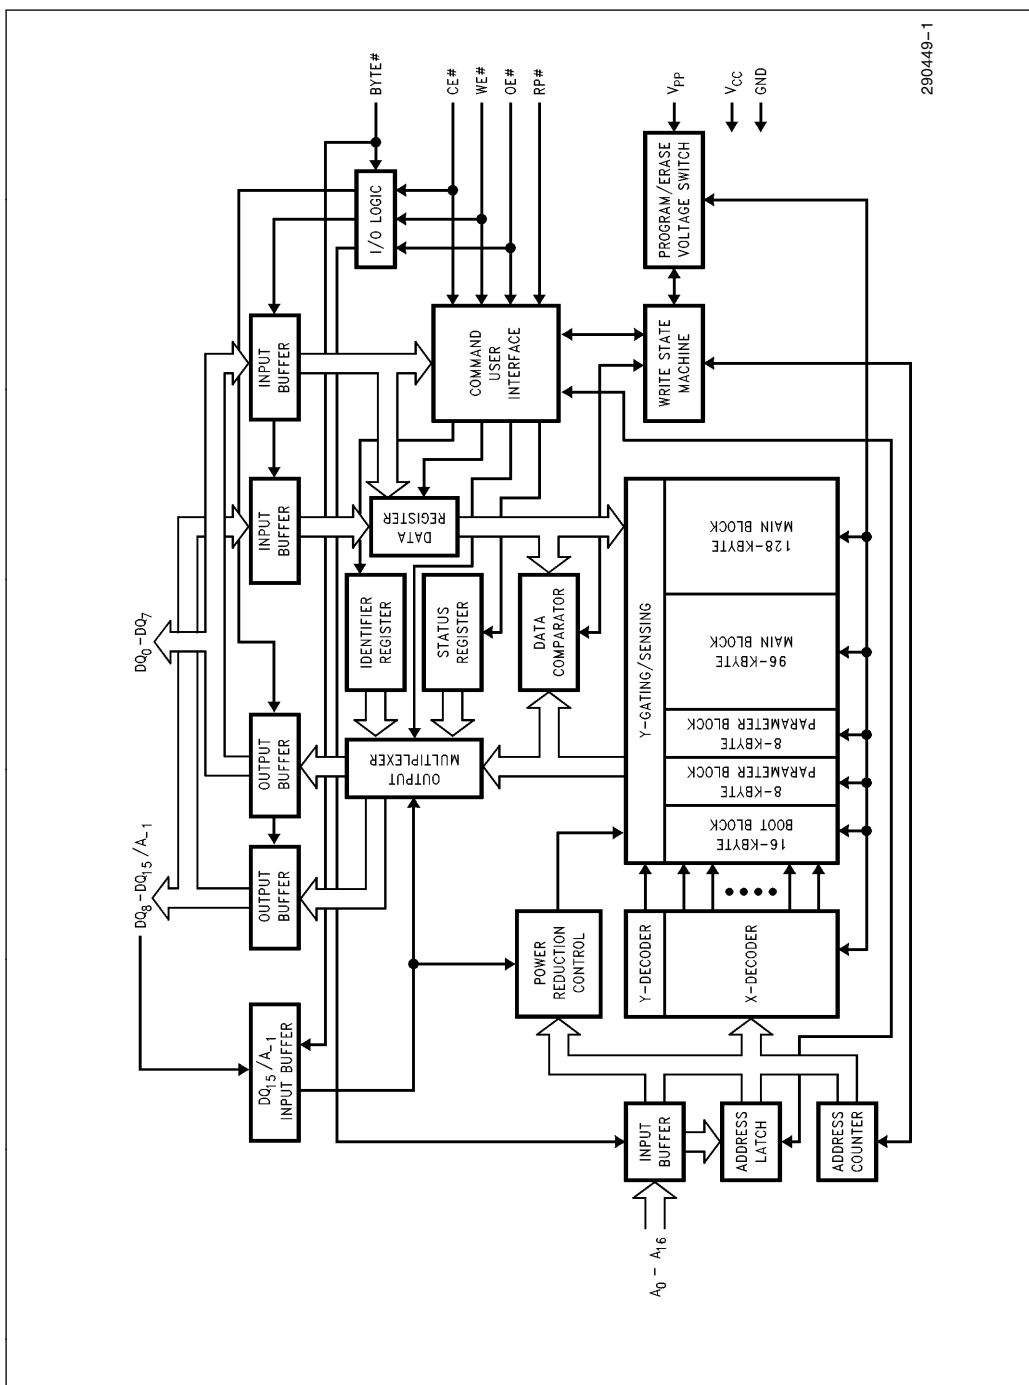 DQ8-DQ15/A-1
DQ0-DQ7
DQ15/A-1
INPUT BUFFER
OUTPUT
BUFFER
OUTPUT
BUFFER
INPUT
BUFFER
INPUT
BUFFER
I/O LOGIC
BYTE#
CE#
WE#
OE#
RP#
OUTPUT
MULTIPLEXER
IDENTIFIER
REGISTER
STATUS
REGISTER
DATA
REGISTER
COMMAND
USER
INTERFACE
POWER
REDUCTION
CONTROL
DATA
COMPARATOR
A0 - A16
INPUT
BUFFER
Y-DECODER
X-DECODER
Y-GATING/SENSING
16-KBYTE
BOOT BLOCK
8-KBYTE
PARAMETER BLOCK
8-KBYTE
PARAMETER BLOCK
96-KBYTE
MAIN BLOCK
128-KBYTE
MAIN BLOCK
WRITE STATE
MACHINE
PROGRAM/ERASE
VOLTAGE SWITCH
VPP
VCC
GND
ADDRESS
LATCH
ADDRESS
COUNTER
290449-1